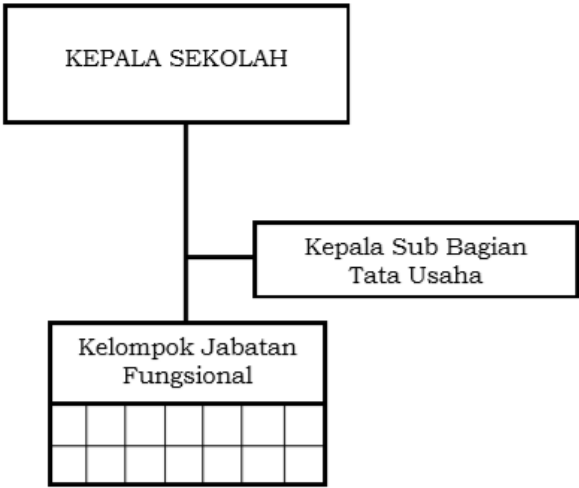 KEPALA SEKOLAH
Kepala Sub Bagian
Tata Usaha
Kelompok Jabatan
Fungsional